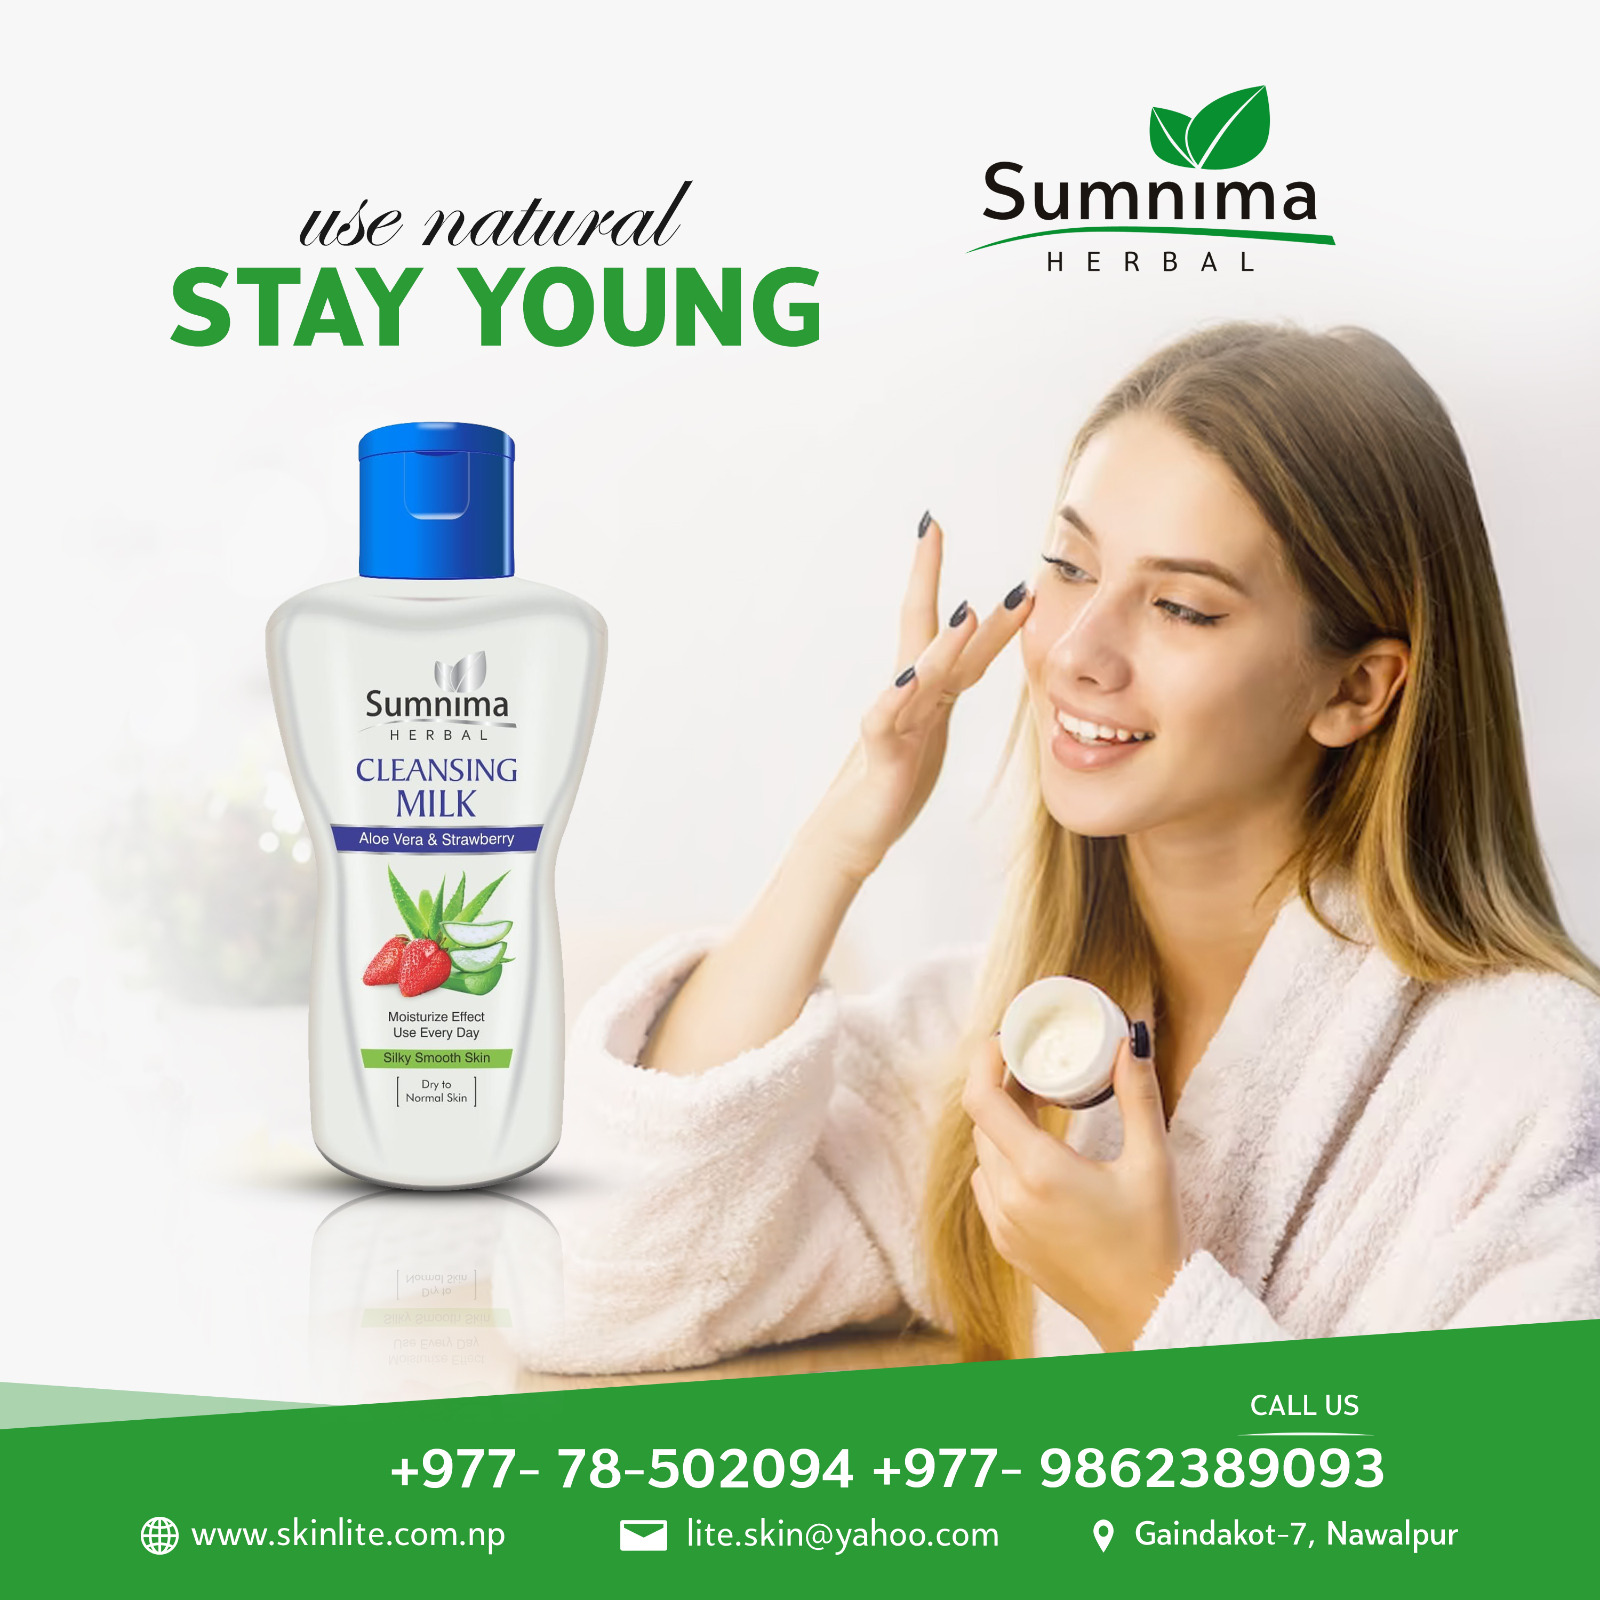 use natural
STAY YOUNG
Sumnima
HERBAL
Sumnima
HERBAL
CLEANSING
MILK
Aloe Vera & Strawberry
Moisturize Effect
Use Every Day
Silky Smooth Skin
Dry to
Normal Skin
CALL US
+977- 78-502094 +977- 9862389093
www.skinlite.com.np
lite.skin@yahoo.com
Gaindakot-7, Nawalpur